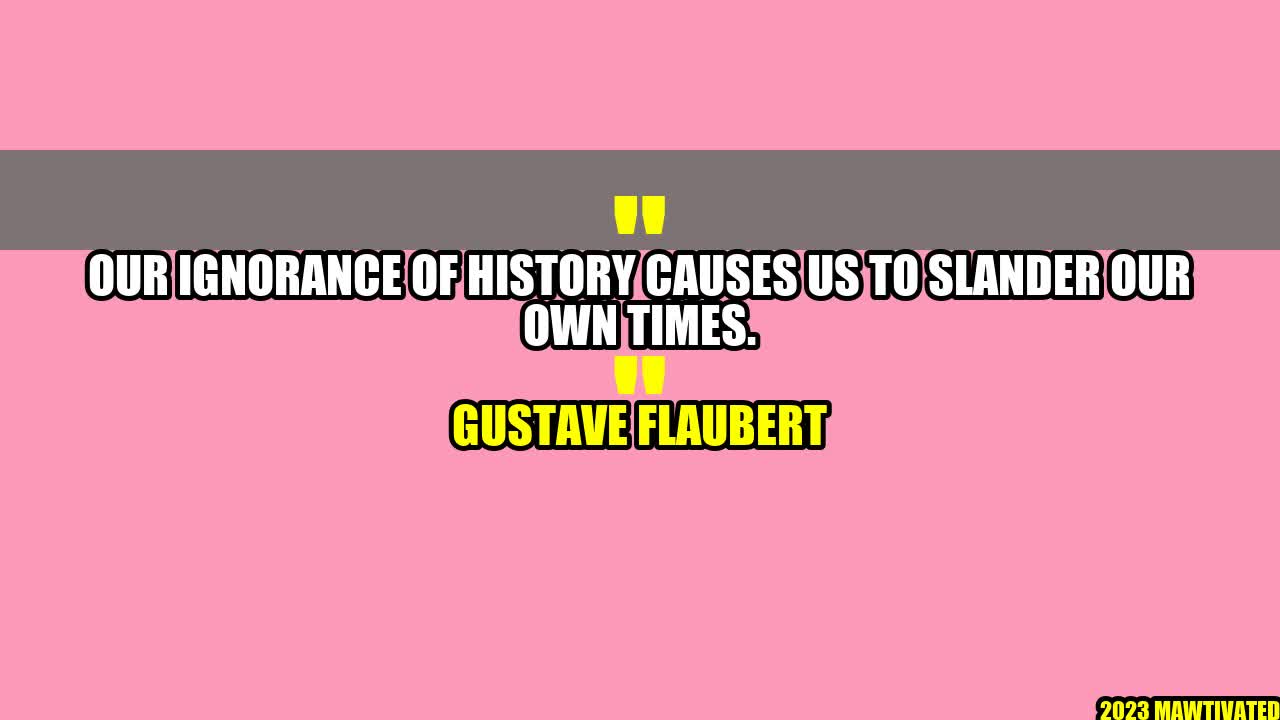 "
OUR IGNORANCE OF HISTORY CAUSES US TO SLANDER OUR
OWN TIMES.
"
GUSTAVE FLAUBERT
2023 MAWTIVATED